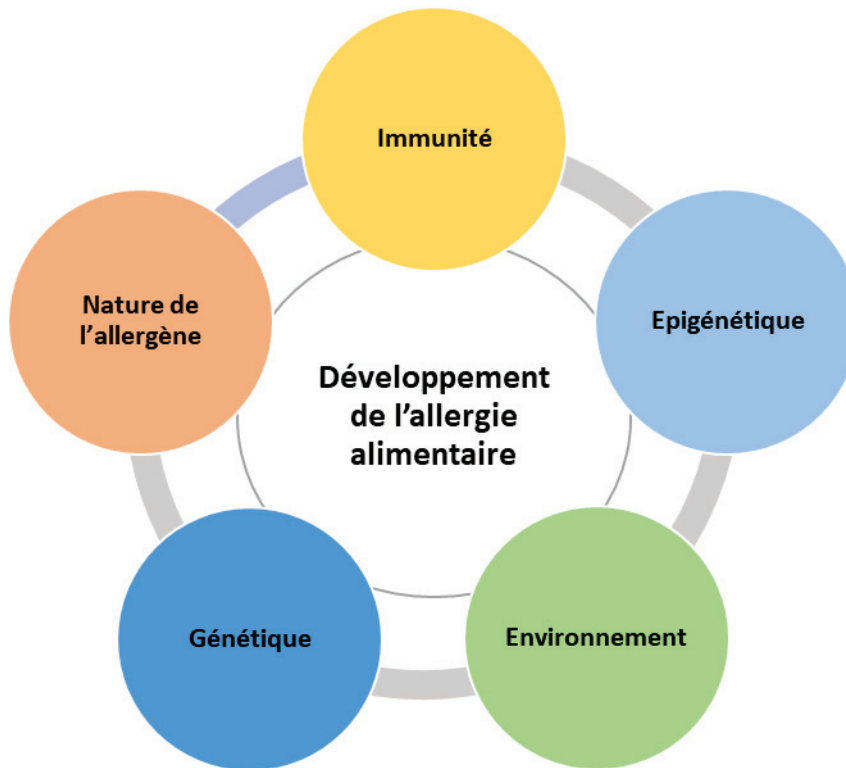 Immunité
Nature de
l'allergène
Epigénétique
Développement
de l'allergie
alimentaire
Génétique
Environnement